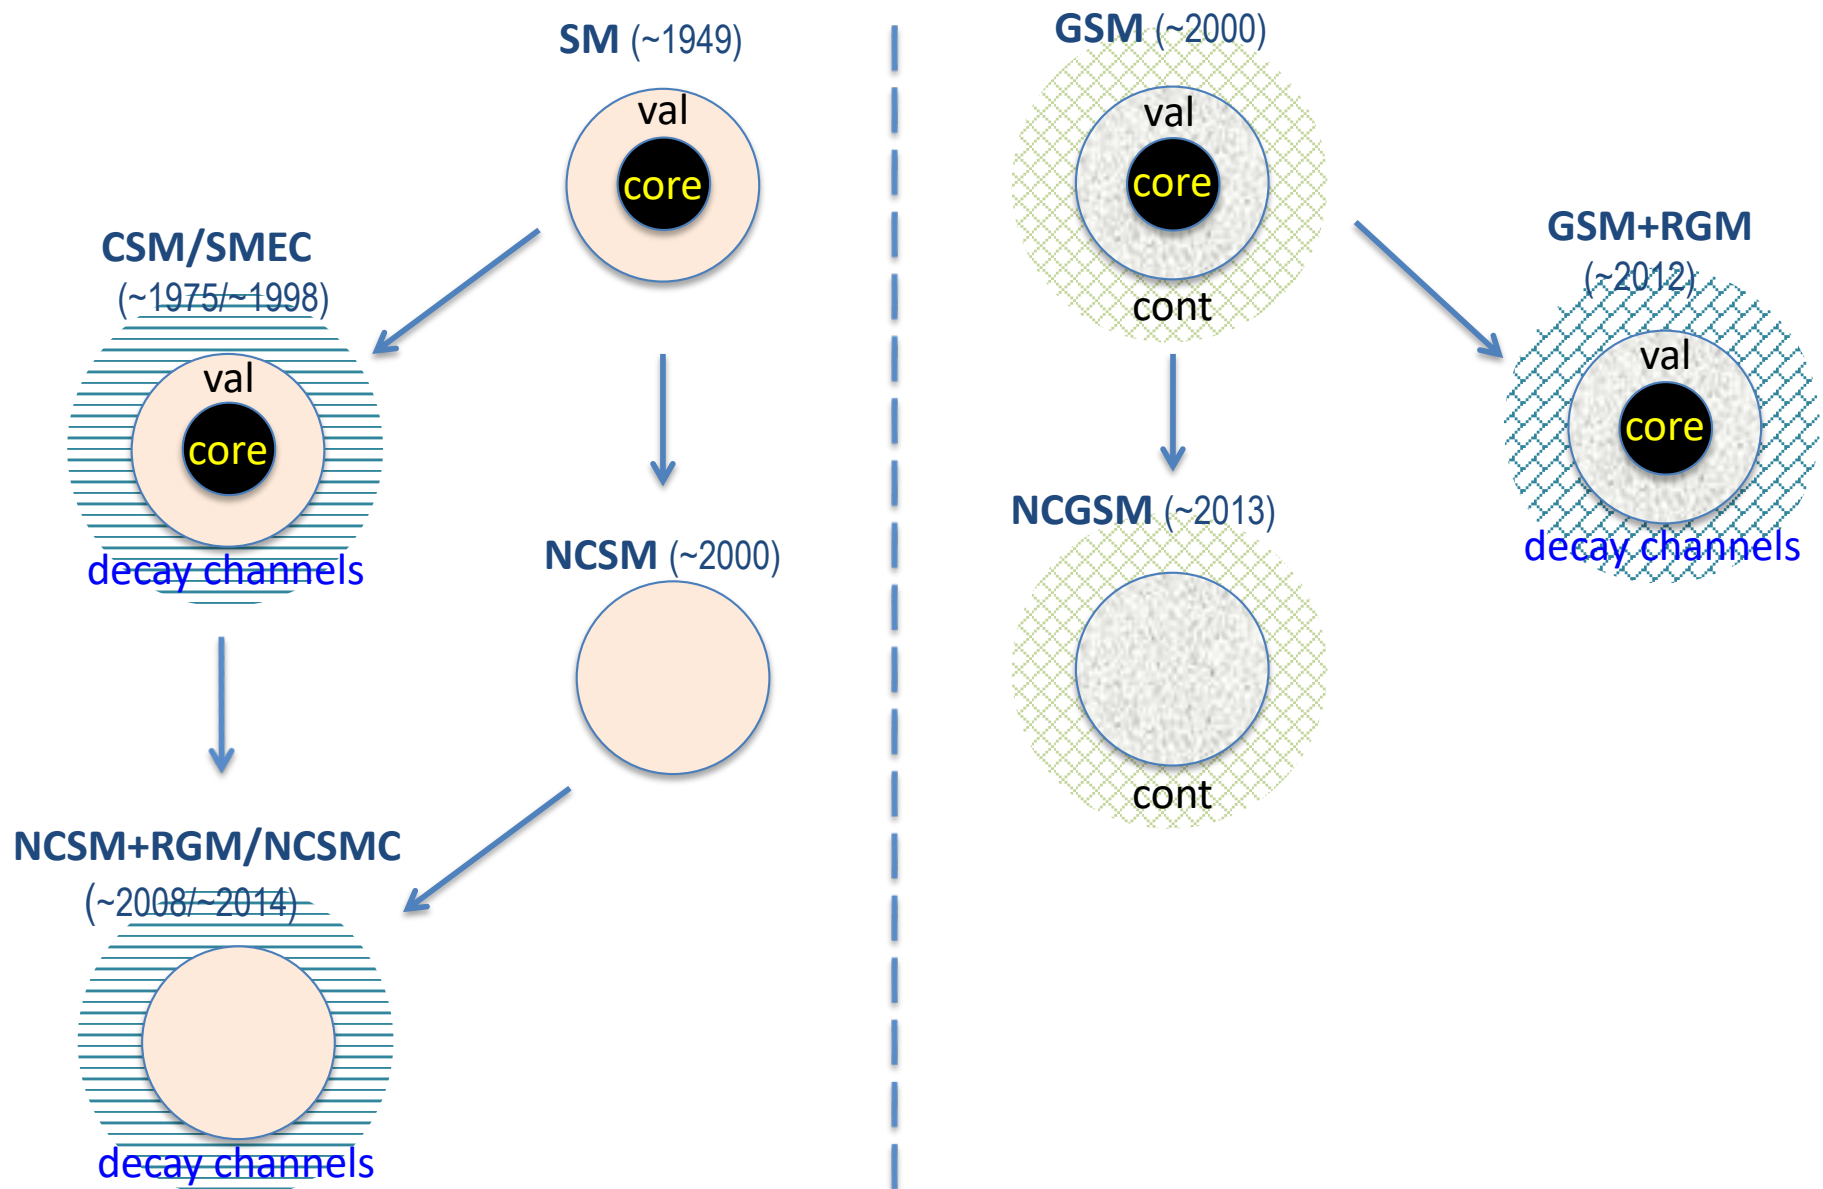 SM (~1949)
val
core
CSM/SMEC
(~1975/~1998)
val
core
decay channels
NCSM (~2000)
NCSM+RGM/NCSMC
(~2008/~2014)
decay channels
GSM (~2000)
val
core
cont
GSM+RGM
(~2012)
val
core
decay channels
NCGSM (~2013)
cont